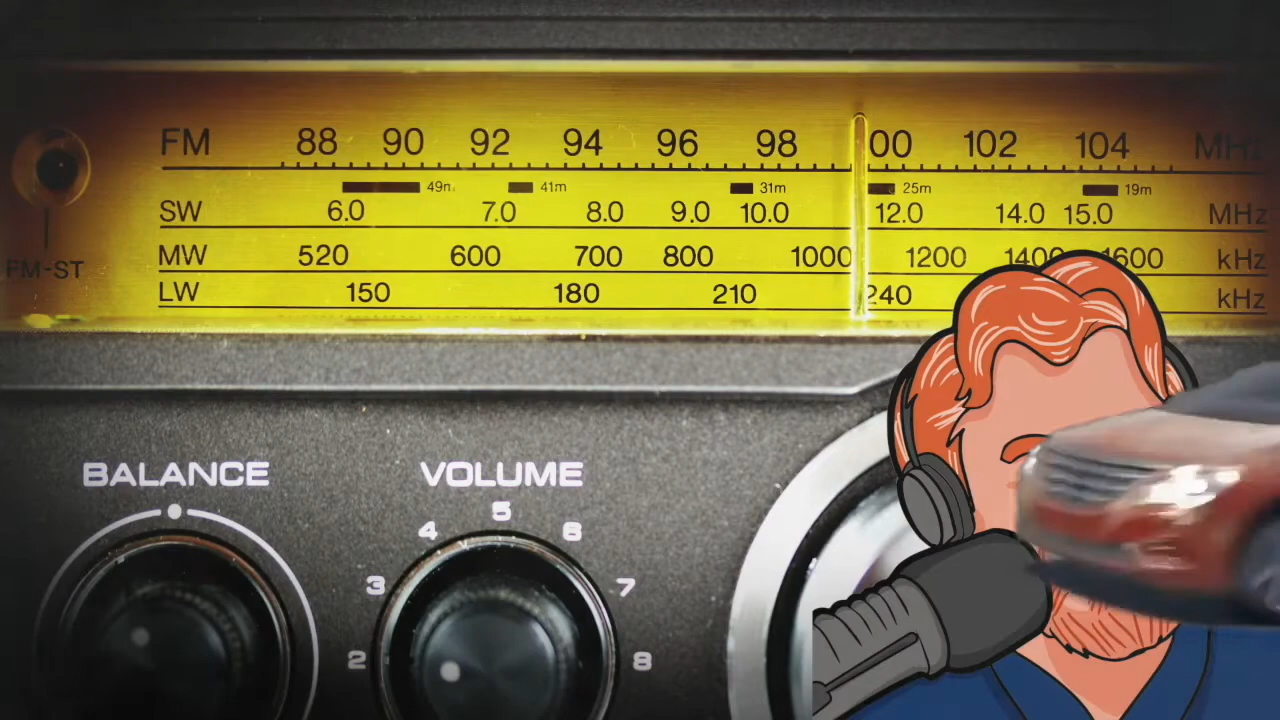 FM 88 90 92 94 96 98 00 102 104 MHz
49m 41m 31m 25m 19m
SW 6.0 7.0 8.0 9.0 10.0 12.0 14.0 15.0 MHz
MW 520 600 700 800 1000 1200 1400 1600 kHz
FM-ST
LW 150 180 210 240 kHz
BALANCE VOLUME
2 3 4 5 6 7 8